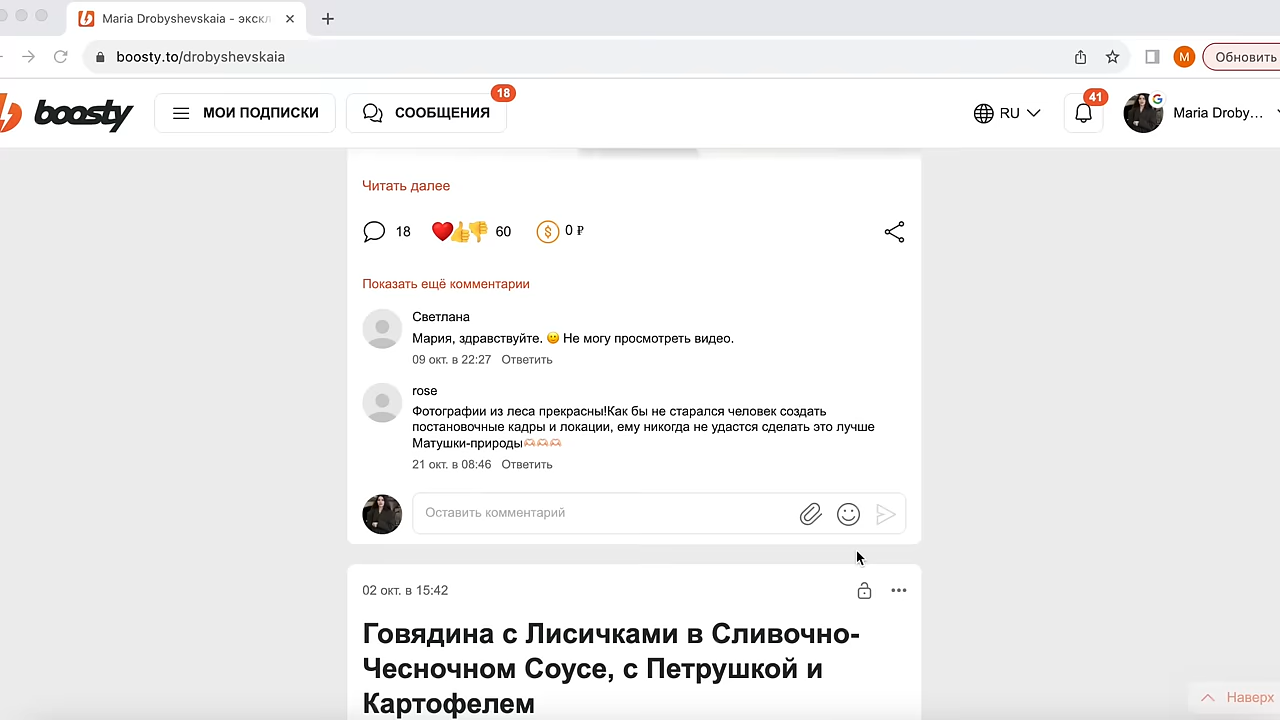 Maria Drobyshevskaia - экскл
boosty.to/drobyshevskaia
M
Обновить
boosty
МОИ ПОДПИСКИ
СООБЩЕНИЯ
18
RU
41
Maria Droby...
Читать далее
18
60
0 ₽
Показать ещё комментарии
Светлана
Мария, здравствуйте. 😕 Не могу просмотреть видео.
09 окт. в 22:27 Ответить
rose
Фотографии из леса прекрасны!Как бы не старался человек создать
постановочные кадры и локации, ему никогда не удастся сделать это лучше
Матушки-природы🫶🏻🫶🏻🫶🏻
21 окт. в 08:46 Ответить
Оставить комментарий
02 окт. в 15:42
Говядина с Лисичками в Сливочно-
Чесночном Соусе, с Петрушкой и
Картофелем
Наверх